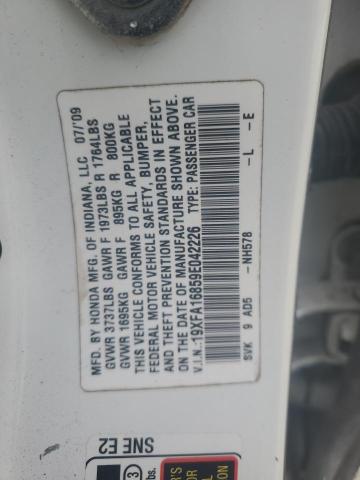 MFD. BY HONDA MFG. OF INDIANA, LLC 07/'09
GVWR 3737LBS GAWR F 1973LBS R 1764LBS
GVWR 1695KG GAWR F 895KG R 800KG
THIS VEHICLE CONFORMS TO ALL APPLICABLE
FEDERAL MOTOR VEHICLE SAFETY, BUMPER,
AND THEFT PREVENTION STANDARDS IN EFFECT
ON THE DATE OF MANUFACTURE SHOWN ABOVE.
V.I.N.:19XFA16859E042226 TYPE: PASSENGER CAR
-NH578 -L -E
SVK 9 AD5
SNE E2
3
bs.